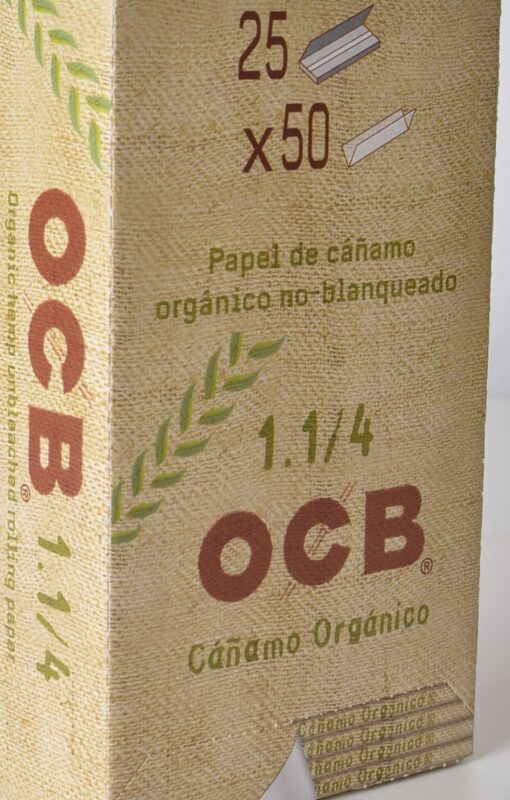 25
x50
Papel de cáñamo
orgánico no-blanqueado
1.1/4
OCB®
Cáñamo Orgánico
Cáñamo Orgánico®
Cáñamo Orgánico®
Cáñamo Orgánico®
Orgánico®
OCB® 1.1/4
Organic hemp unbleached rolling paper